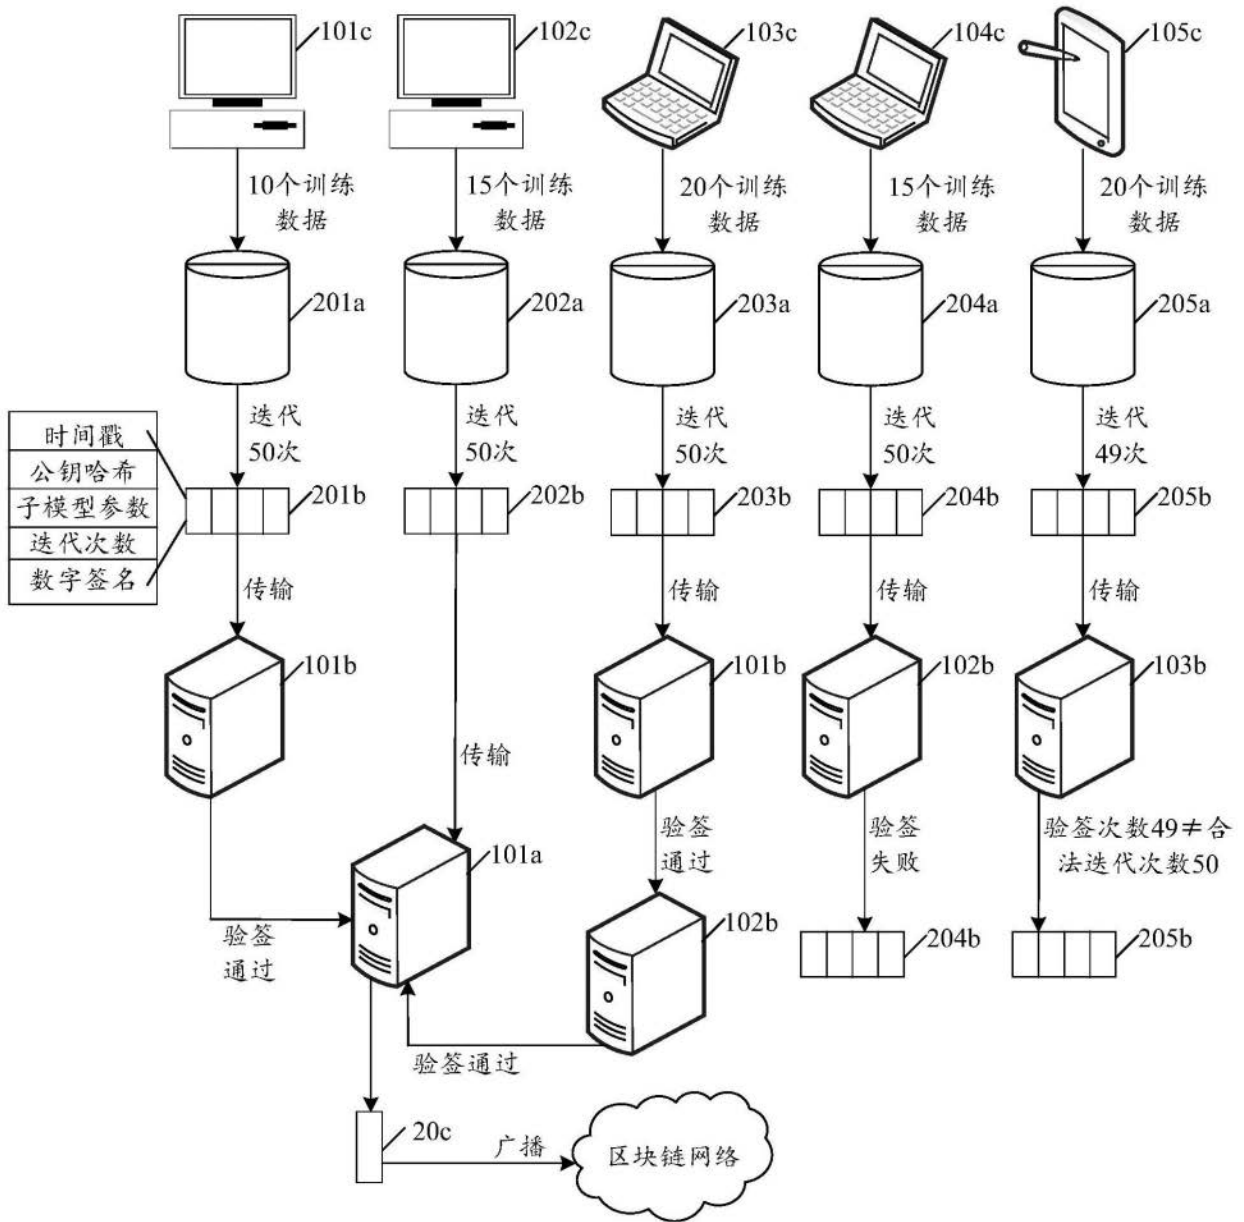 101c
102c
103c
104c
105c
10个训练
数据
15个训练
数据
20个训练
数据
15个训练
数据
20个训练
数据
201a
202a
203a
204a
205a
迭代
50次
迭代
50次
迭代
50次
迭代
50次
迭代
49次
时间戳
公钥哈希
子模型参数
迭代次数
数字签名
201b
202b
203b
204b
205b
传输
传输
传输
传输
101b
101b
102b
103b
传输
验签
通过
验签
失败
验签次数49≠合
法迭代次数50
101a
验签
通过
102b
204b
205b
验签通过
20c
广播
区块链网络